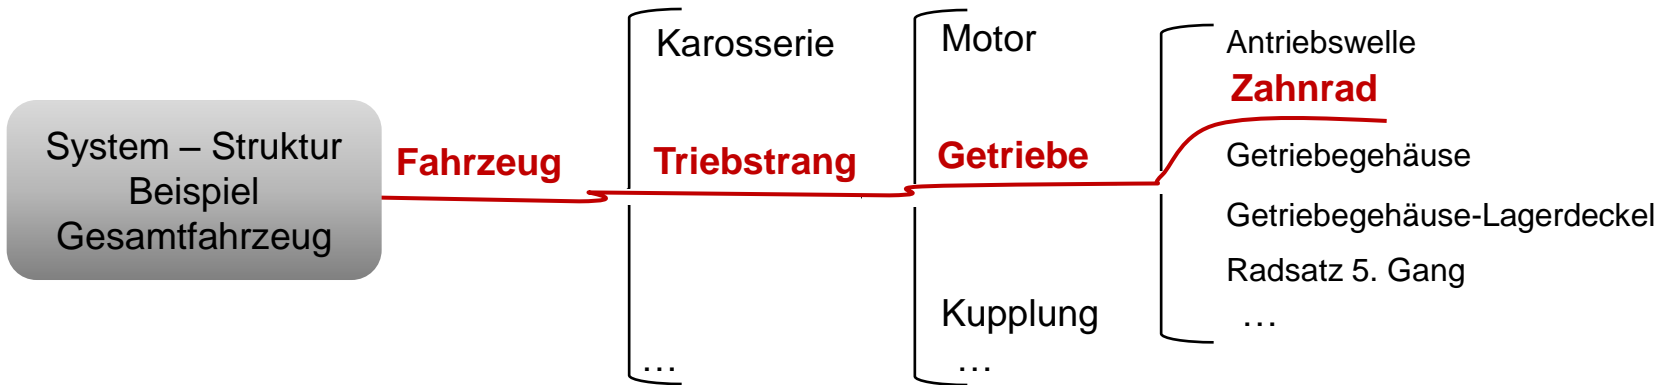 System – Struktur
Beispiel
Gesamtfahrzeug
Fahrzeug
Karosserie
Triebstrang
…
Motor
Getriebe
Kupplung
…
Antriebswelle
Zahnrad
Getriebegehäuse
Getriebegehäuse-Lagerdeckel
Radsatz 5. Gang
…